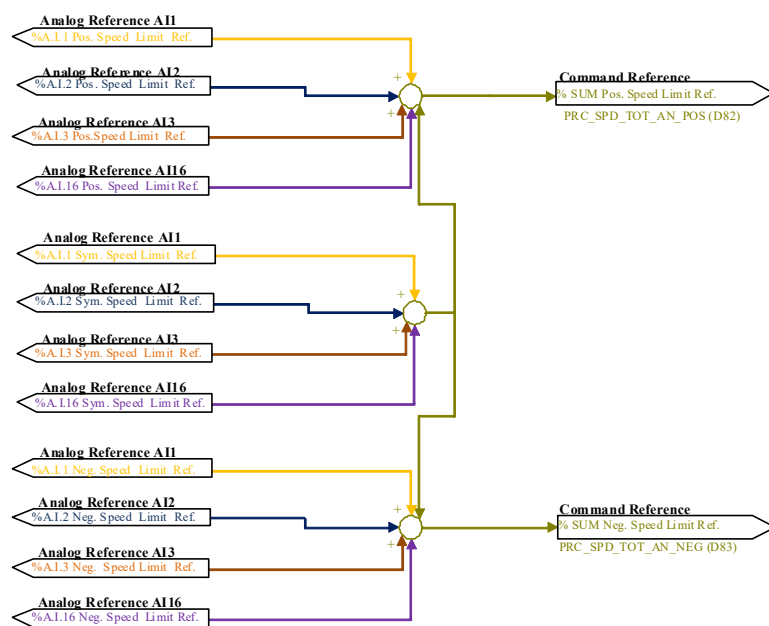 Analog Reference AI1
%A.I.1 Pos. Speed Limit Ref.
Analog Reference AI2
%A.I.2 Pos. Speed Limit Ref.
Analog Reference AI3
%A.I.3 Pos.Speed Limit Ref.
Analog Reference AI16
%A.I.16 Pos. Speed Limit Ref.
+
+
Command Reference
% SUM Pos. Speed Limit Ref.
PRC_SPD_TOT_AN_POS (D82)
Analog Reference AI1
%A.I.1 Sym. Speed Limit Ref.
Analog Reference AI2
%A.I.2 Sym. Speed Limit Ref.
Analog Reference AI3
%A.I.3 Sym. Speed Limit Ref.
Analog Reference AI16
%A.I.16 Sym. Speed Limit Ref.
+
+
Analog Reference AI1
%A.I.1 Neg. Speed Limit Ref.
Analog Reference AI2
%A.I.2 Neg. Speed Limit Ref.
Analog Reference AI3
%A.I.3 Neg. Speed Limit Ref.
Analog Reference AI16
%A.I.16 Neg. Speed Limit Ref.
+
+
Command Reference
% SUM Neg. Speed Limit Ref.
PRC_SPD_TOT_AN_NEG (D83)